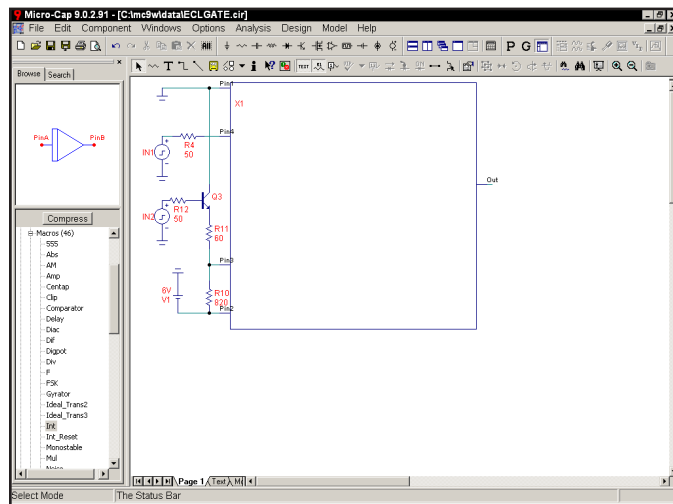 Micro-Cap 9.0.2.91 - [C:\mc9w\data\ECLGATE.cir]
File Edit Component Windows Options Analysis Design Model Help
Browse Search
PinA PinB
Compress
Macros (46)
555
Abs
AM
Amp
Centap
Clip
Comparator
Delay
Diac
Dif
Digpot
Div
F
FSK
Gyrator
Ideal_Trans2
Ideal_Trans3
Int
Int_Reset
Monostable
Mul
Noise
Pin1
X1
Pin4
IN1
R4
50
Out
Q3
IN2
R12
50
R11
60
Pin3
6V
V1
R10
820
Pin2
Page 1 Text
Select Mode The Status Bar